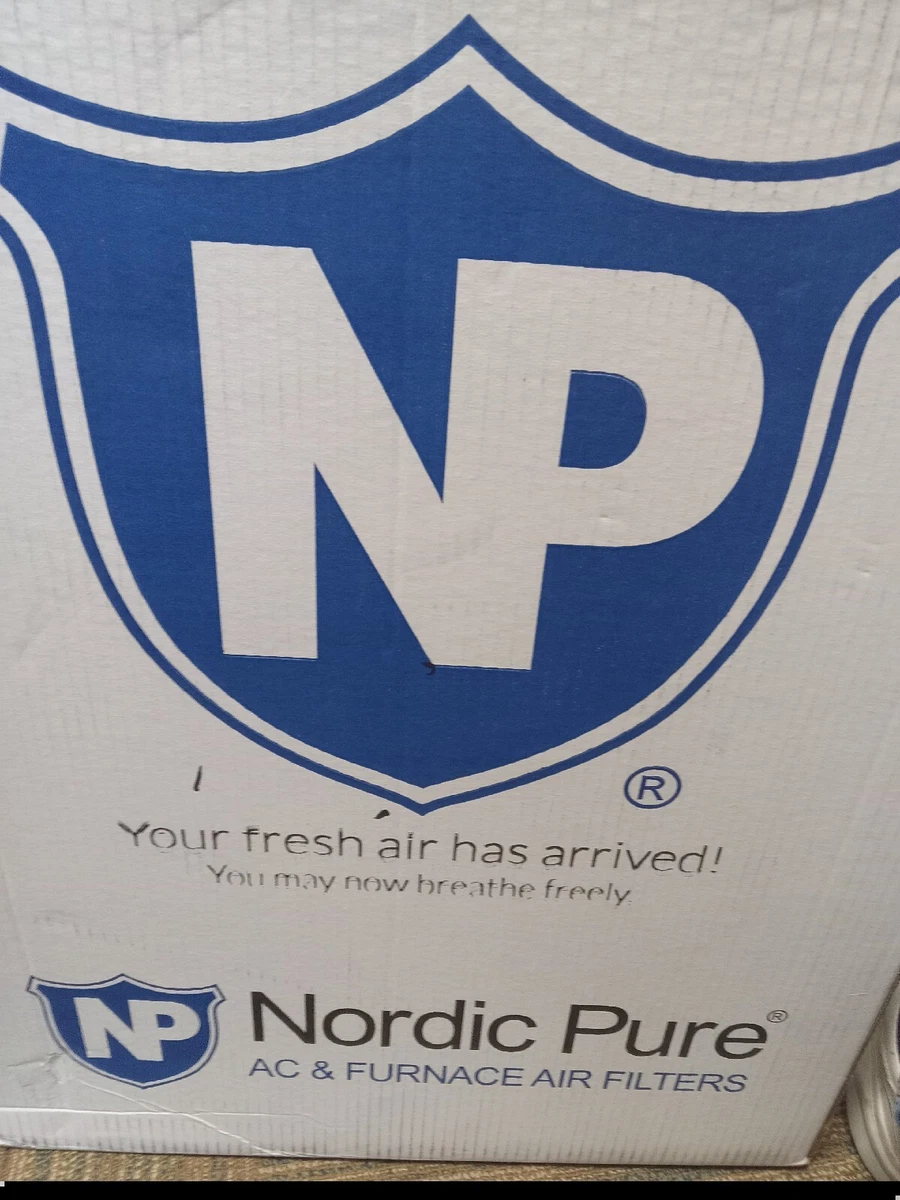 NP
®
Your fresh air has arrived!
You may now breathe freely.
NP Nordic Pure®
AC & FURNACE AIR FILTERS